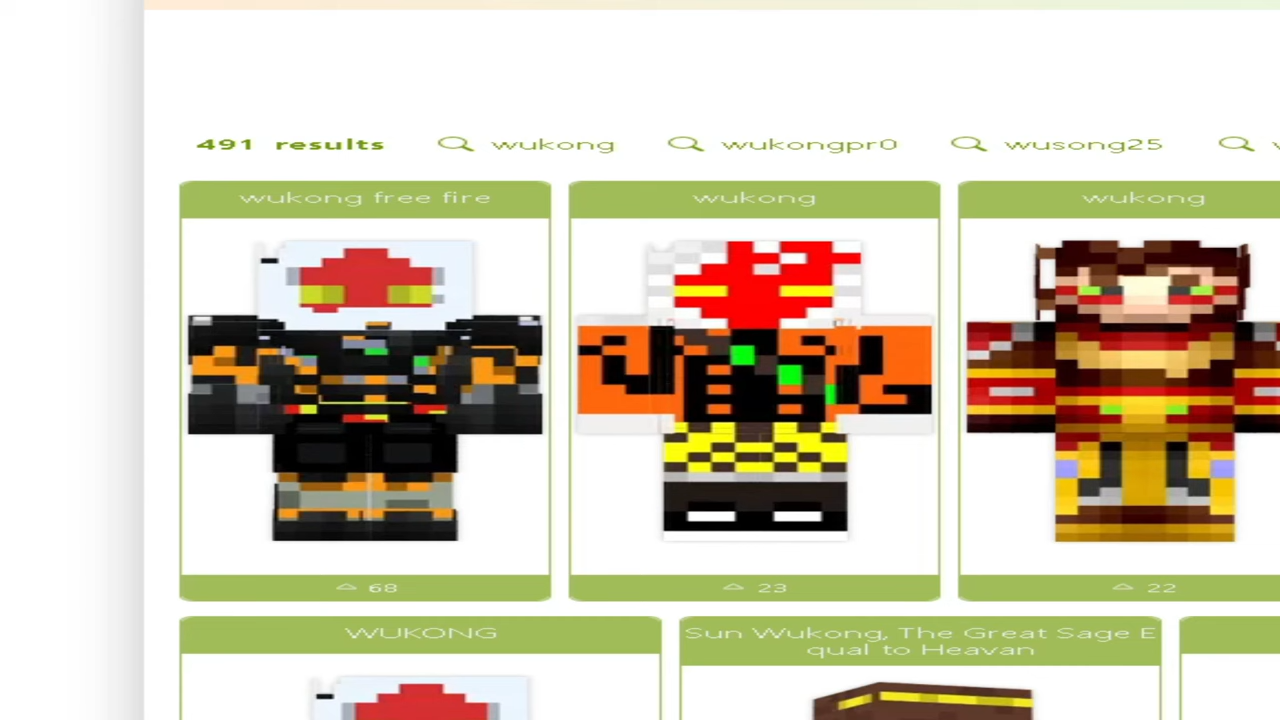 491 results wukong wukongpr0 wusong25
wukong free fire wukong wukong
68 23 22
WUKONG Sun Wukong, The Great Sage E
qual to Heavan